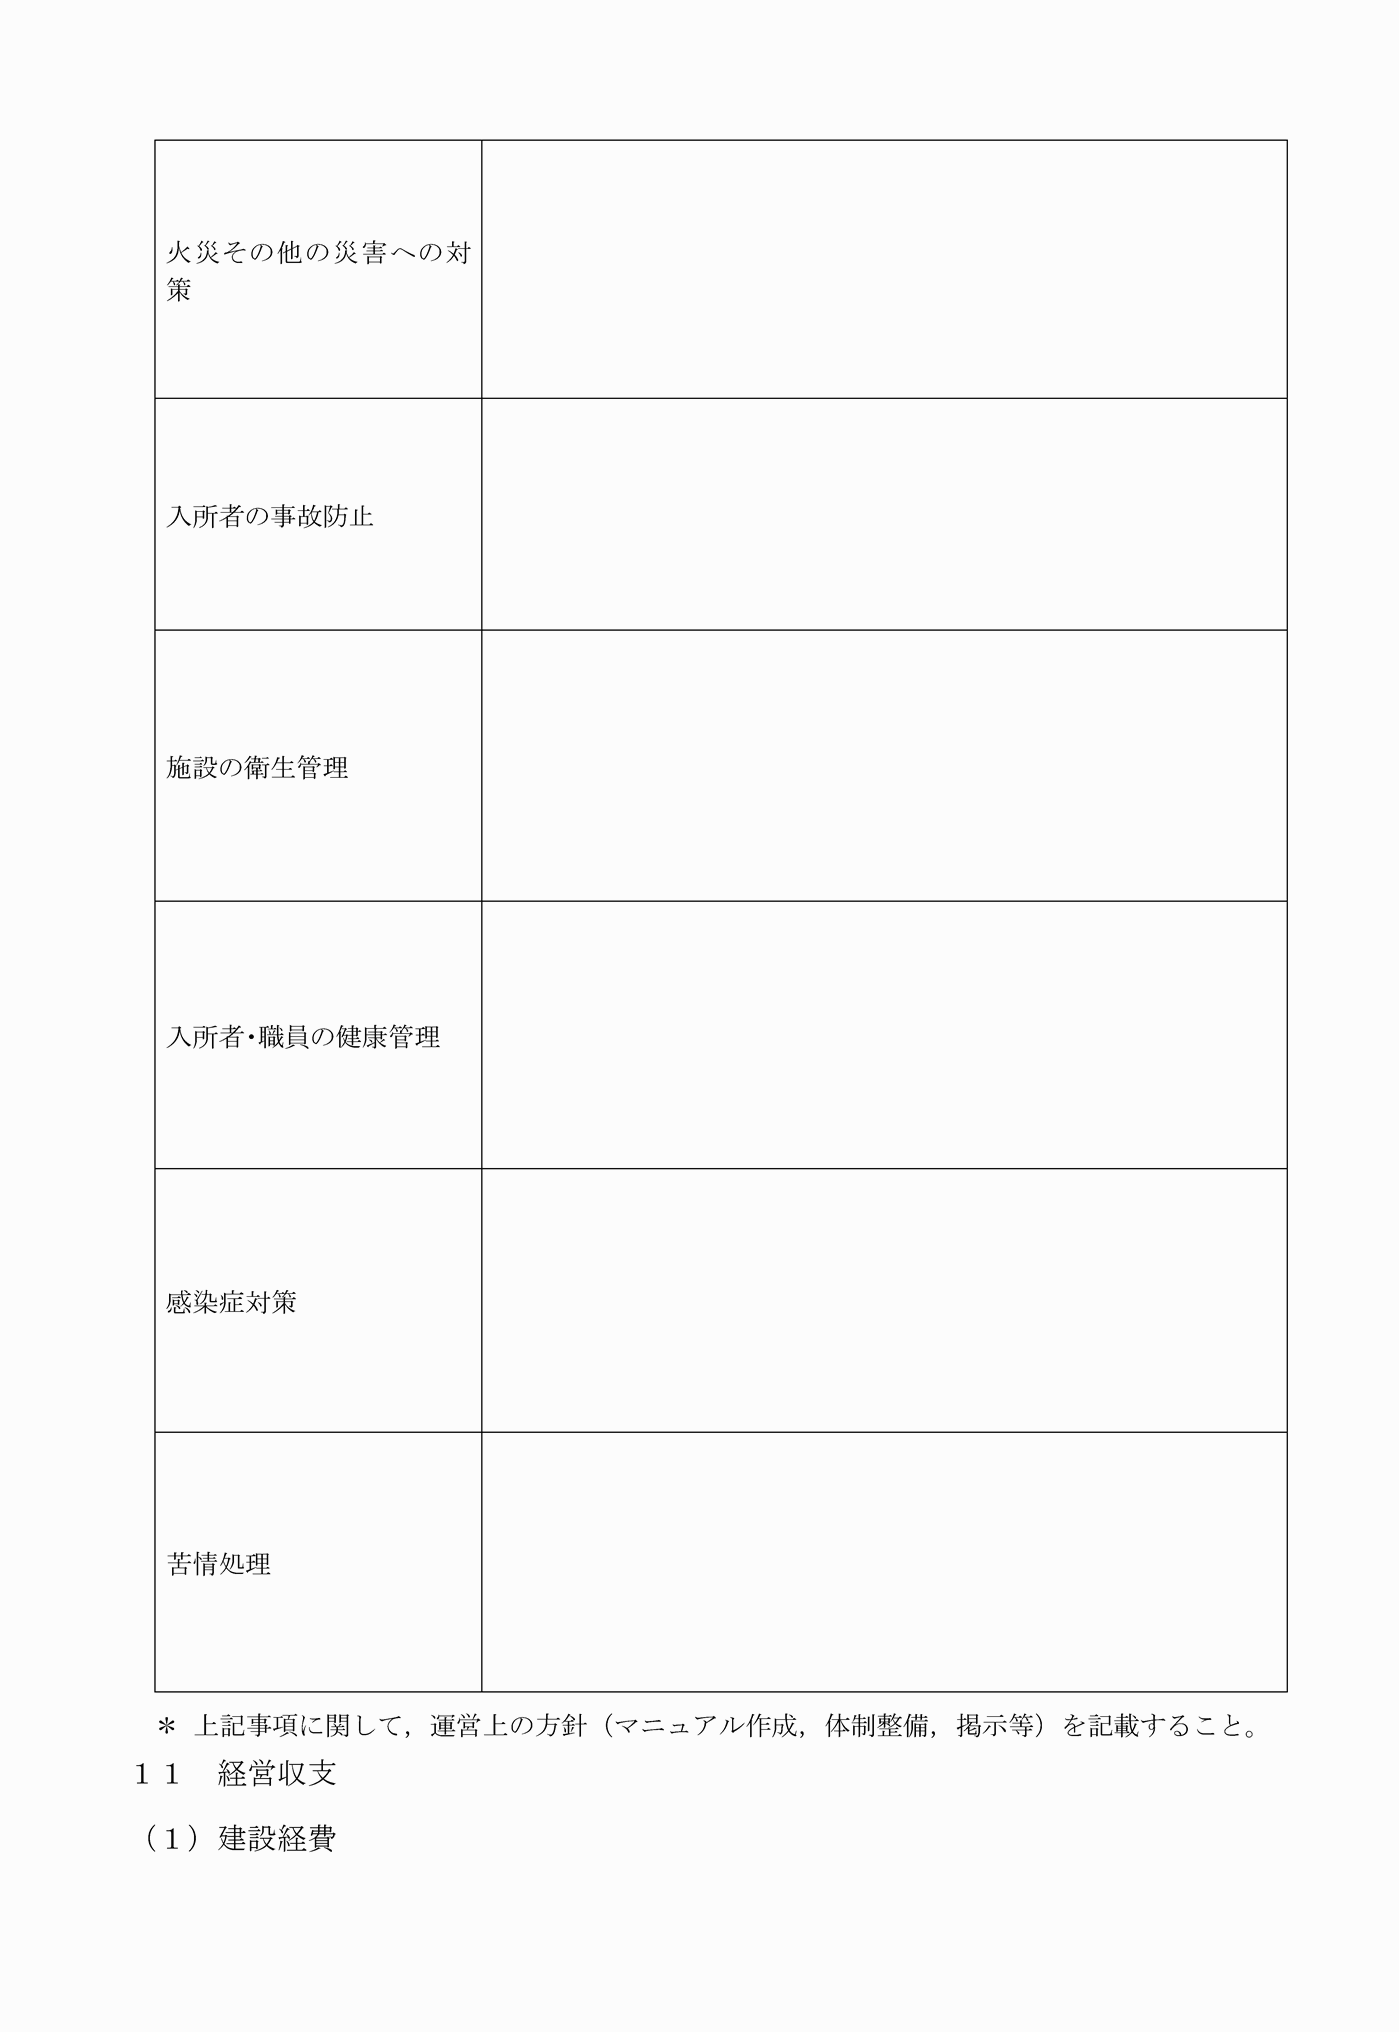 火災その他の災害への対
策
入所者の事故防止
施設の衛生管理
入所者・職員の健康管理
感染症対策
苦情処理
＊ 上記事項に関して，運営上の方針（マニュアル作成，体制整備，掲示等）を記載すること。
１１　経営収支
（１）建設経費